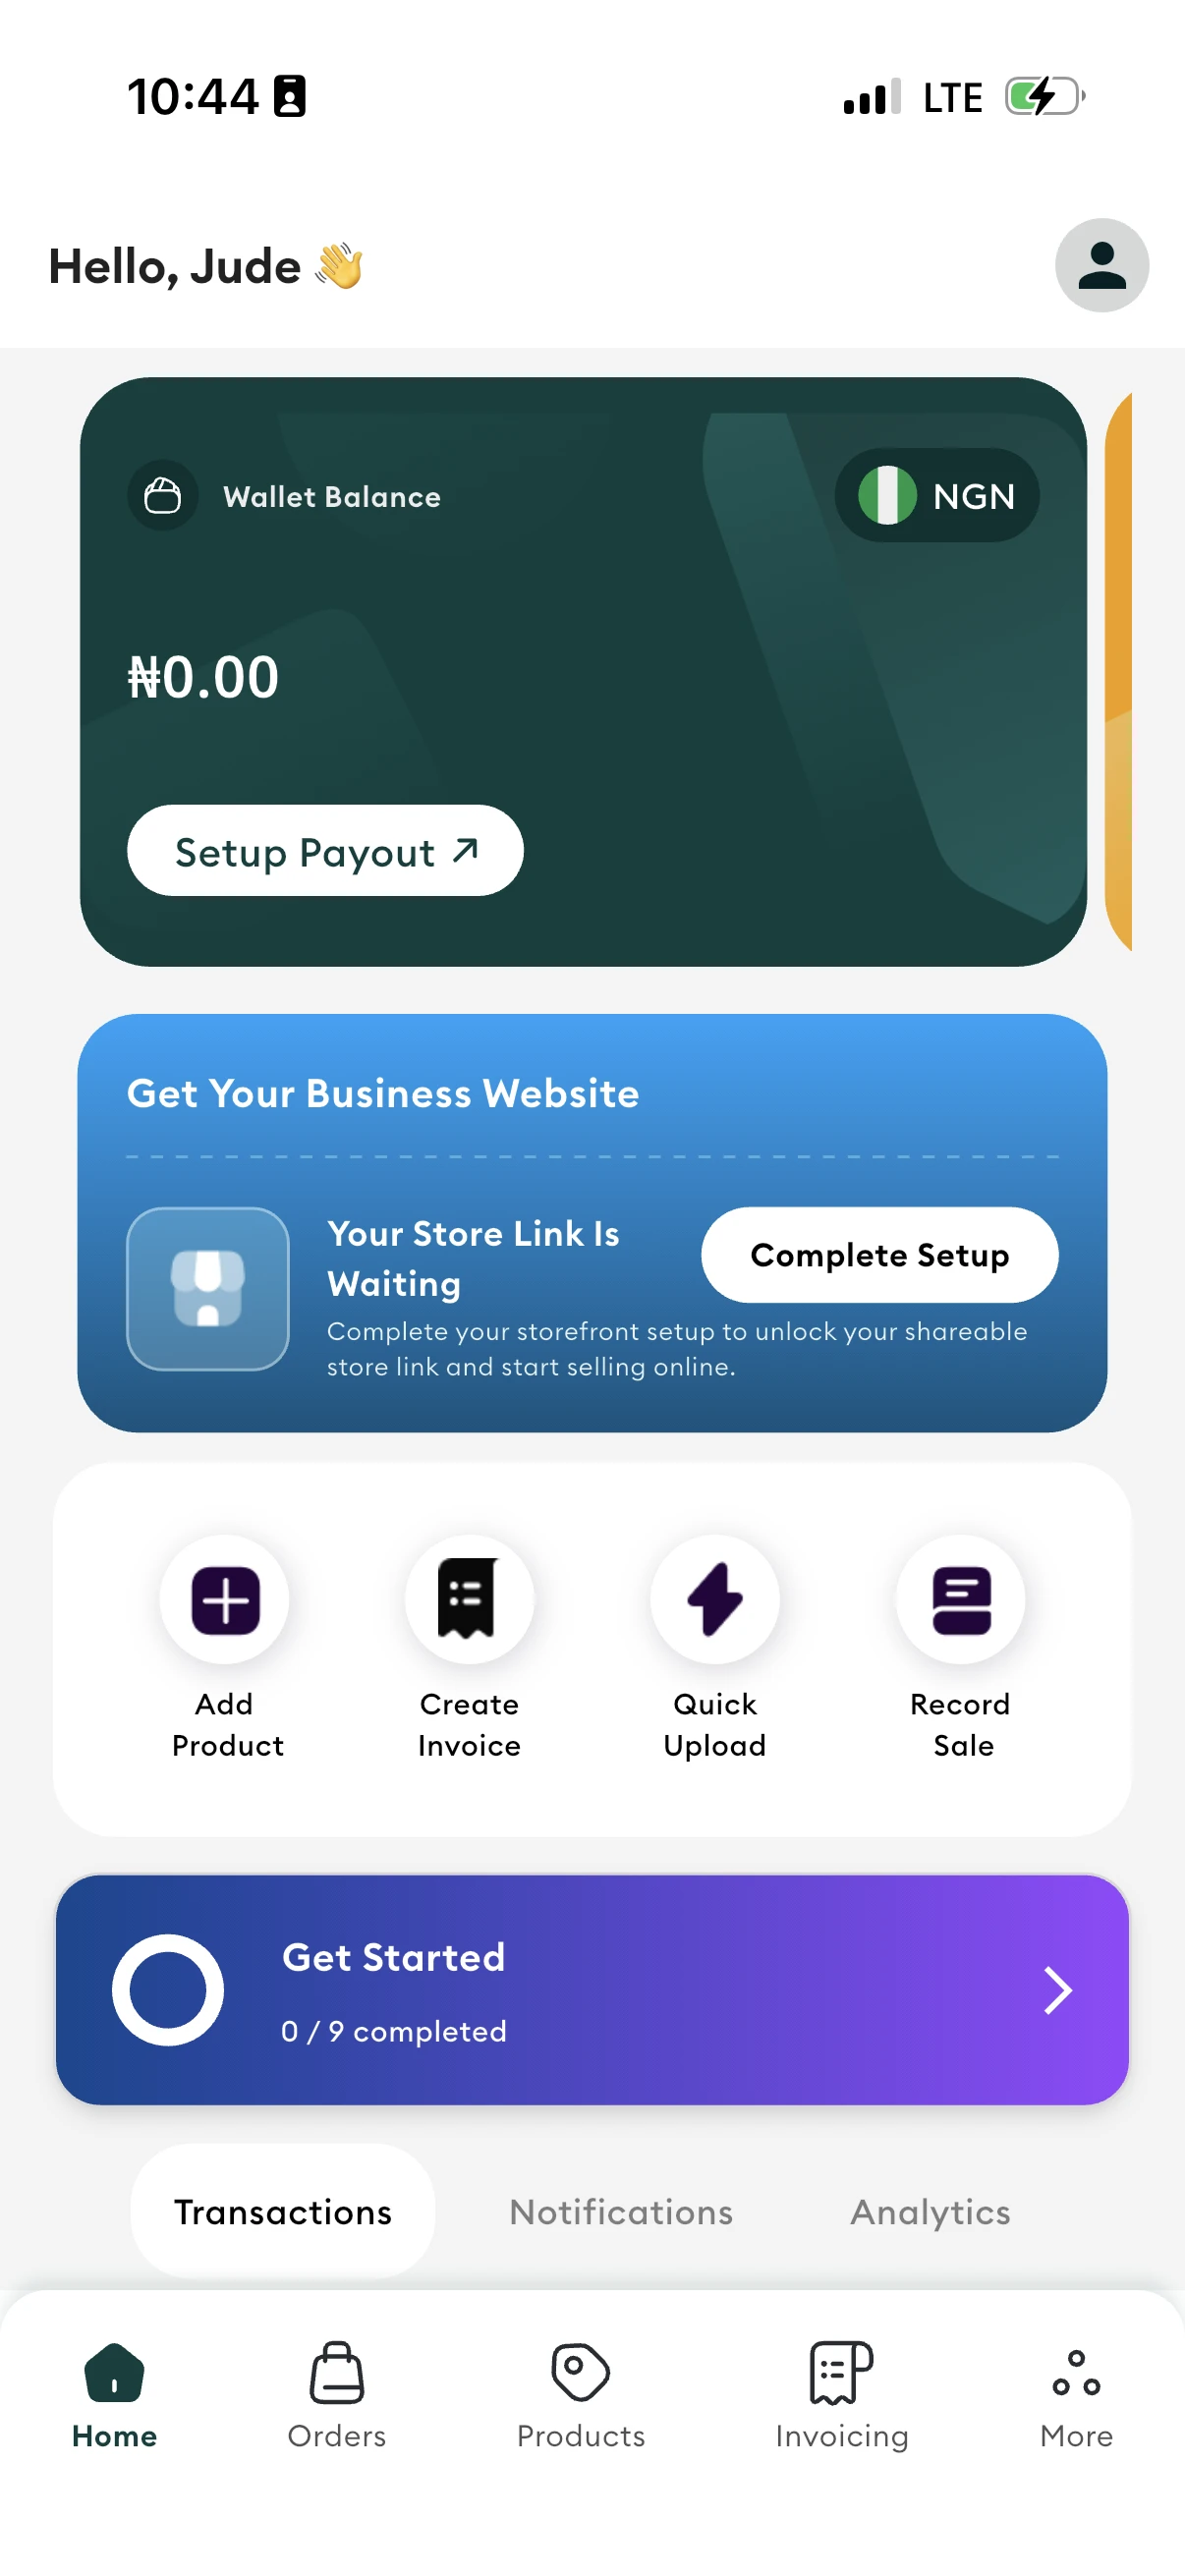 10:44
LTE
Hello, Jude 👋
Wallet Balance
NGN
₦0.00
Setup Payout
Get Your Business Website
Your Store Link Is
Waiting
Complete Setup
Complete your storefront setup to unlock your shareable
store link and start selling online.
Add
Product
Create
Invoice
Quick
Upload
Record
Sale
Get Started
0 / 9 completed
Transactions
Notifications
Analytics
Home
Orders
Products
Invoicing
More